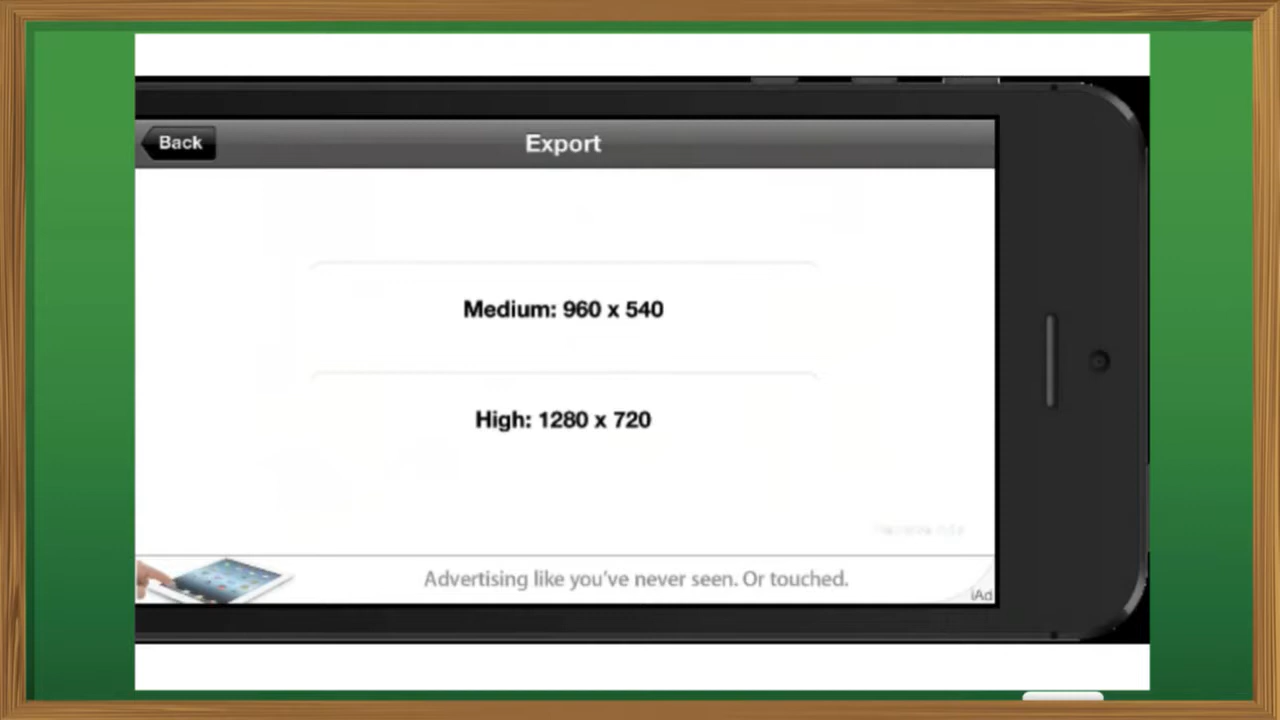 Back
Export
Medium: 960 x 540
High: 1280 x 720
Advertising like you've never seen. Or touched.
iAd